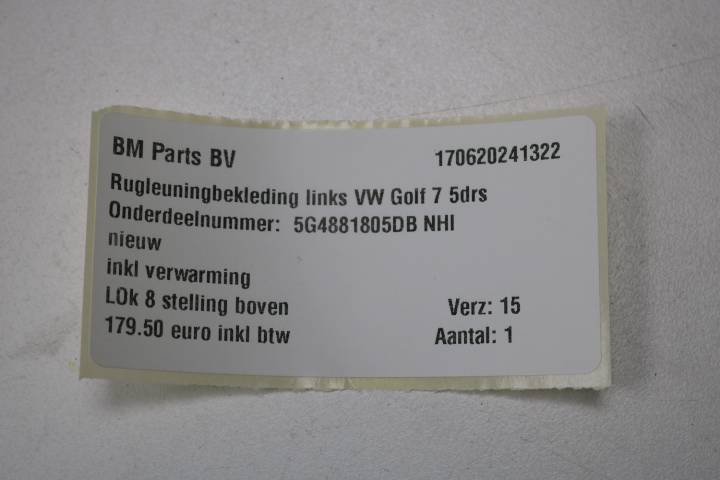 BM Parts BV 170620241322
Rugleuningbekleding links VW Golf 7 5drs
Onderdeelnummer: 5G4881805DB NHI
nieuw
inkl verwarming
LOk 8 stelling boven Verz: 15
179.50 euro inkl btw Aantal: 1